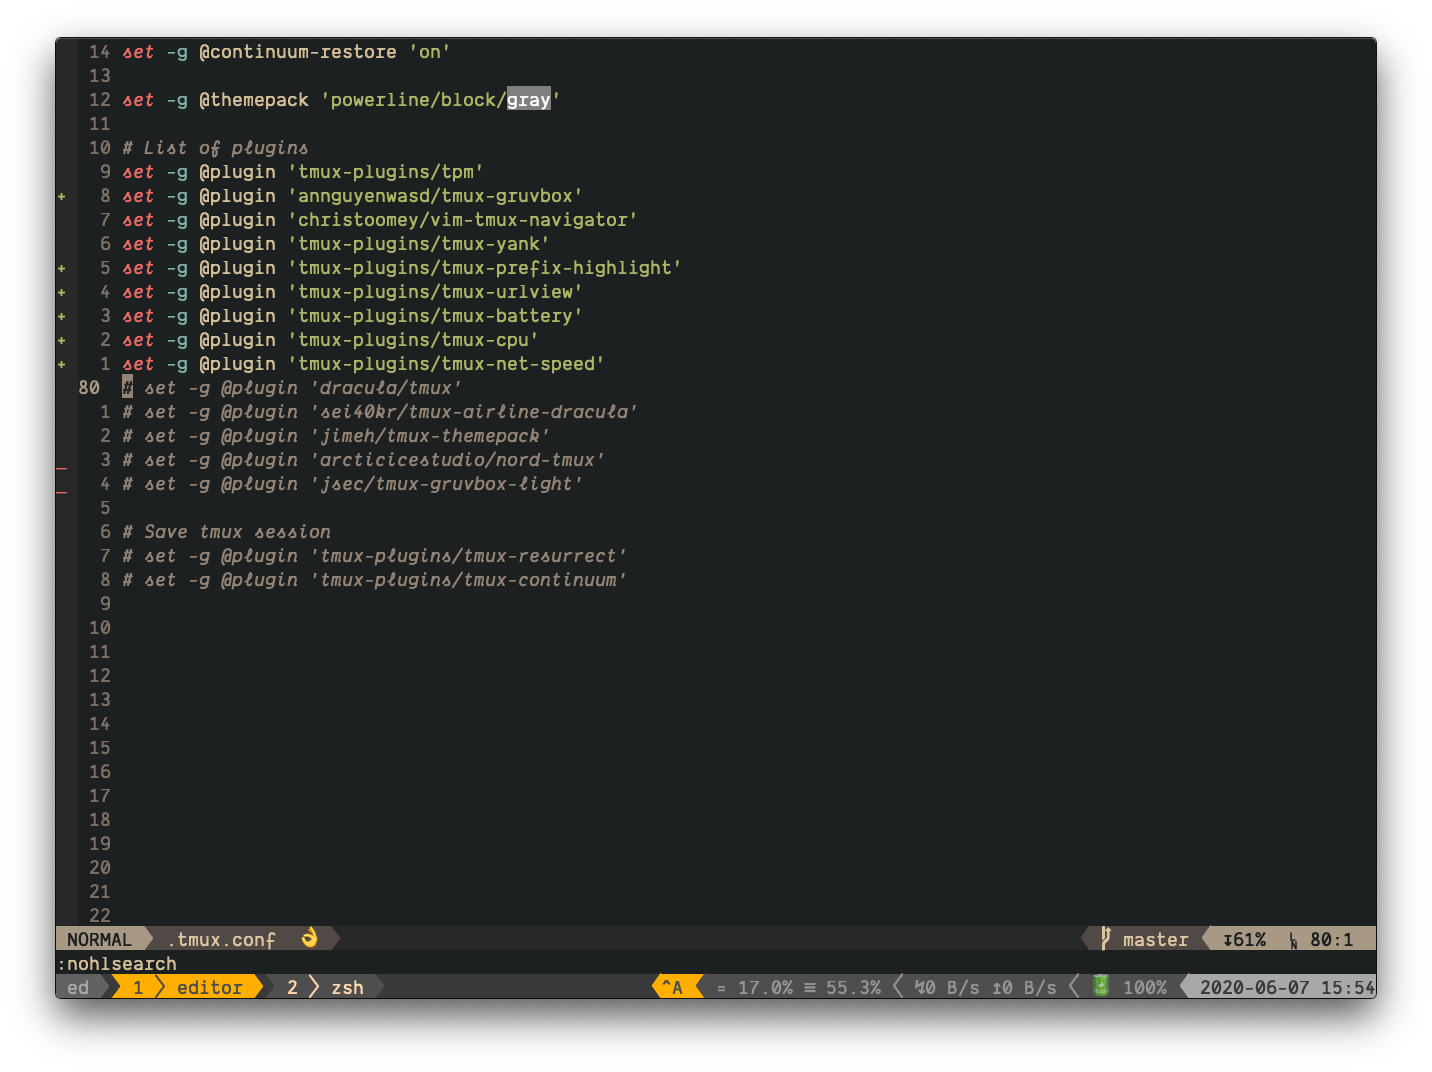 14 set -g @continuum-restore 'on'
13
12 set -g @themepack 'powerline/block/gray'
11
10 # List of plugins
9 set -g @plugin 'tmux-plugins/tpm'
+ 8 set -g @plugin 'annguyenwasd/tmux-gruvbox'
7 set -g @plugin 'christoomey/vim-tmux-navigator'
6 set -g @plugin 'tmux-plugins/tmux-yank'
+ 5 set -g @plugin 'tmux-plugins/tmux-prefix-highlight'
+ 4 set -g @plugin 'tmux-plugins/tmux-urlview'
+ 3 set -g @plugin 'tmux-plugins/tmux-battery'
+ 2 set -g @plugin 'tmux-plugins/tmux-cpu'
+ 1 set -g @plugin 'tmux-plugins/tmux-net-speed'
80 # set -g @plugin 'dracula/tmux'
1 # set -g @plugin 'sei40kr/tmux-airline-dracula'
2 # set -g @plugin 'jimeh/tmux-themepack'
_ 3 # set -g @plugin 'arcticicestudio/nord-tmux'
_ 4 # set -g @plugin 'jsec/tmux-gruvbox-light'
5
6 # Save tmux session
7 # set -g @plugin 'tmux-plugins/tmux-resurrect'
8 # set -g @plugin 'tmux-plugins/tmux-continuum'
9
10
11
12
13
14
15
16
17
18
19
20
21
22
NORMAL .tmux.conf 👌 master ↧61% 80:1
:nohlsearch
ed 1 editor 2 zsh ^A = 17.0% ≡ 55.3% ↯0 B/s ↥0 B/s 🔋 100% 2020-06-07 15:54